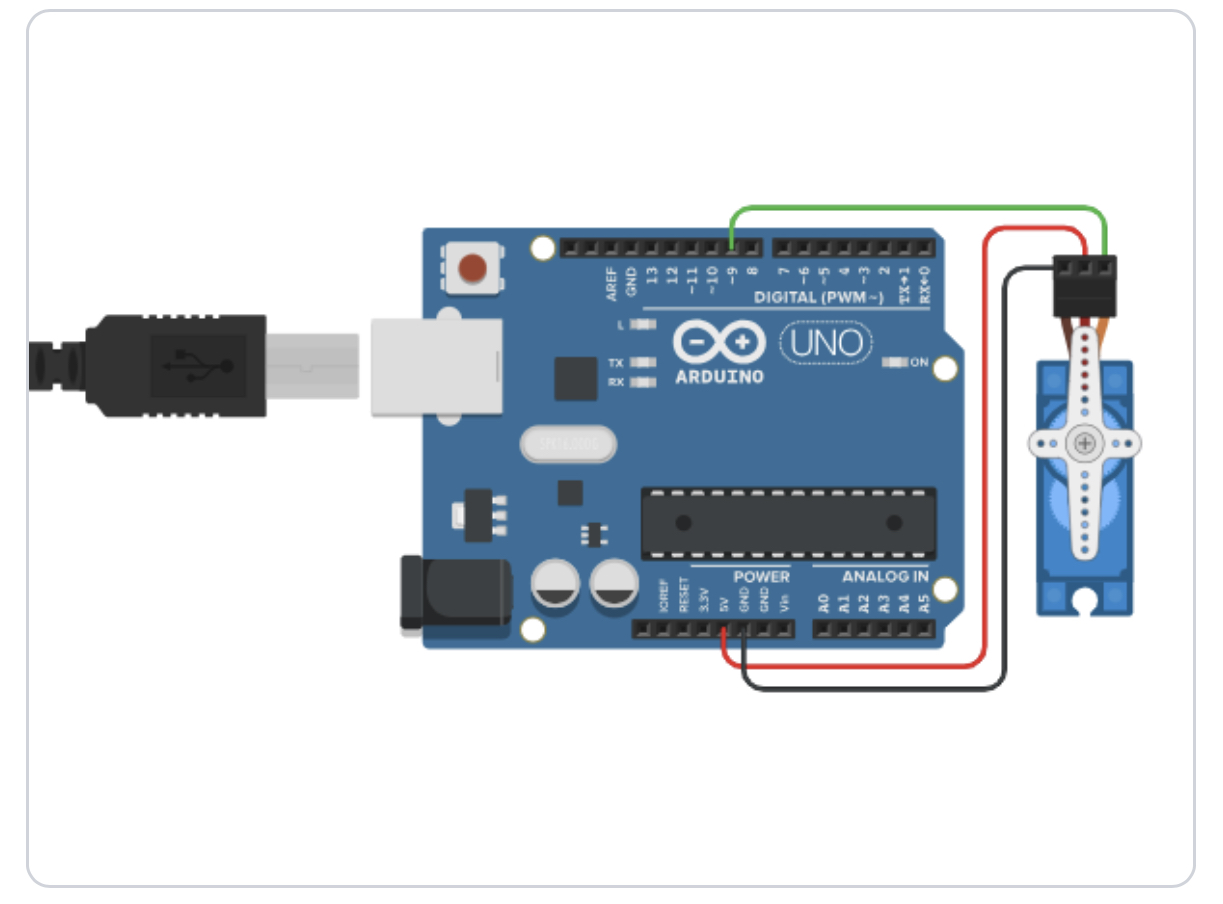 AREF
GND
13
12
~11
~10
~9
8
7
~6
~5
4
~3
2
TX→1
RX←0
DIGITAL (PWM~)
L
TX
RX
ARDUINO
UNO
ON
POWER
ANALOG IN
IOREF
RESET
3.3V
5V
GND
GND
Vin
A0
A1
A2
A3
A4
A5